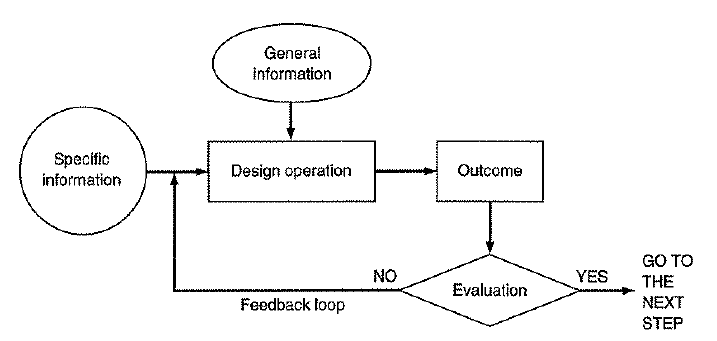 General
information
Specific
information
Design operation
Outcome
NO
Evaluation
YES
Feedback loop
GO TO
THE
NEXT
STEP